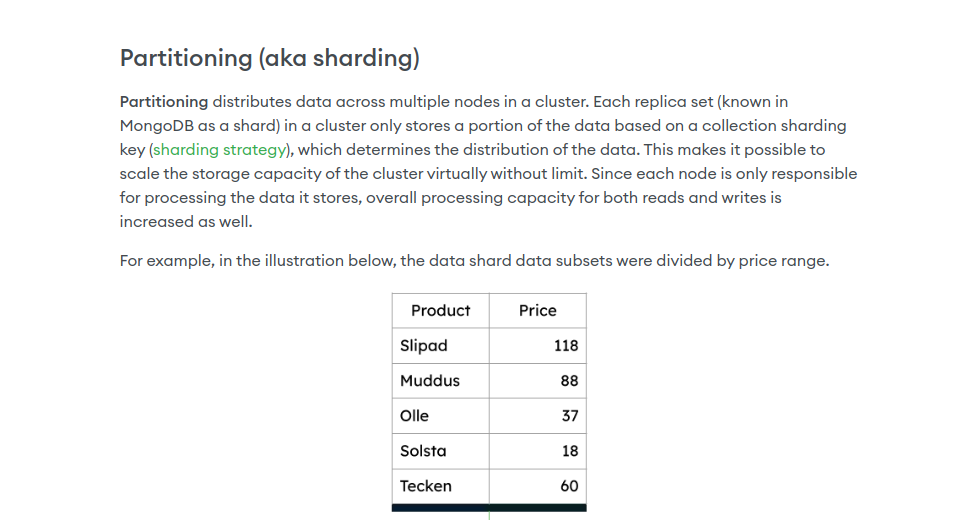 Partitioning (aka sharding)
Partitioning distributes data across multiple nodes in a cluster. Each replica set (known in
MongoDB as a shard) in a cluster only stores a portion of the data based on a collection sharding
key (sharding strategy), which determines the distribution of the data. This makes it possible to
scale the storage capacity of the cluster virtually without limit. Since each node is only responsible
for processing the data it stores, overall processing capacity for both reads and writes is
increased as well.
For example, in the illustration below, the data shard data subsets were divided by price range.
Product Price
Slipad 118
Muddus 88
Olle 37
Solsta 18
Tecken 60